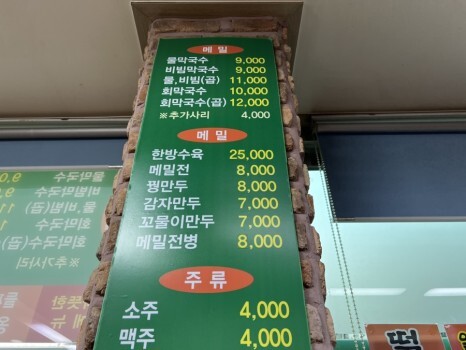 메밀
물막국수 9,000
비빔막국수 9,000
물,비빔(곱) 11,000
회막국수 10,000
회막국수(곱) 12,000
※추가사리 4,000
메밀
한방수육 25,000
메밀전 8,000
꿩만두 8,000
감자만두 7,000
꼬물이만두 7,000
메밀전병 8,000
주류
소주 4,000
맥주 4,000
떡